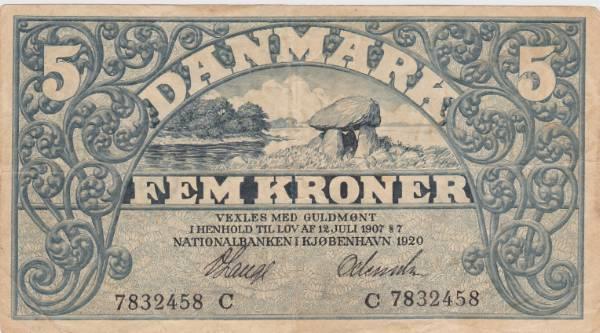 5 DANMARK 5
FEM KRONER
VEXLES MED GULDMØNT
I HENHOLD TIL LOV AF 12 JULI 1907 § 7
NATIONALBANKEN I KJØBENHAVN 1920
7832458 C C 7832458